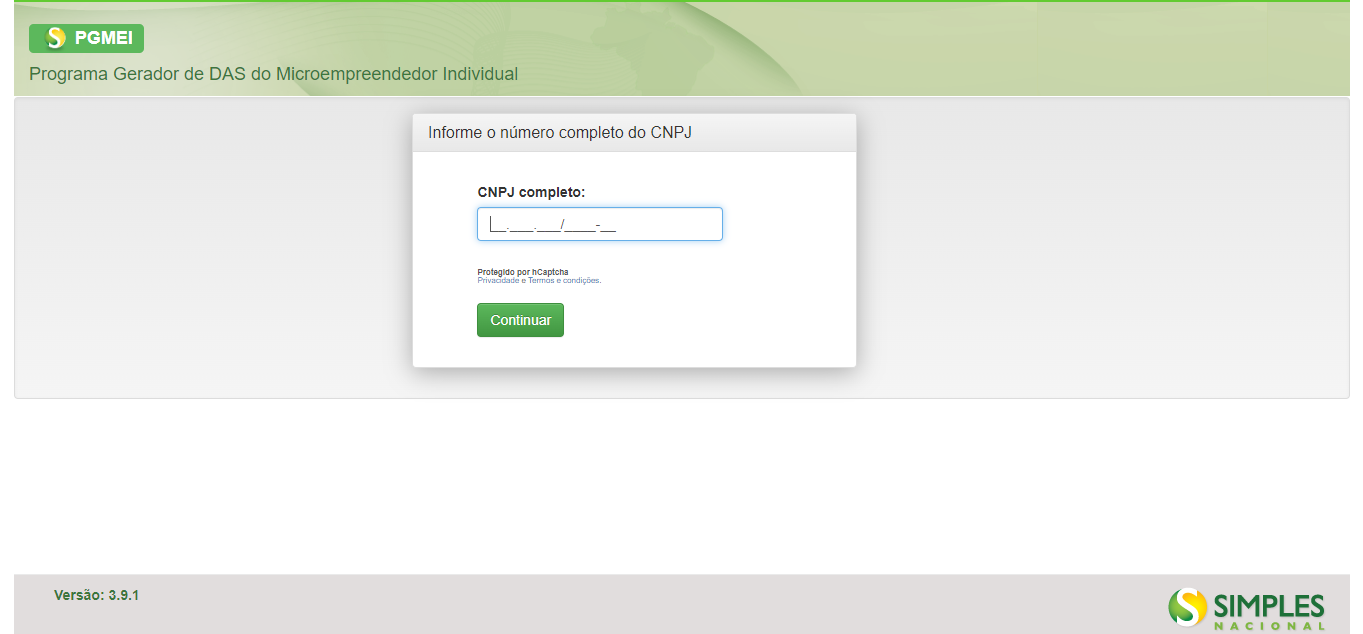 PGMEI
Programa Gerador de DAS do Microempreendedor Individual
Informe o número completo do CNPJ
CNPJ completo:
__.___.___/____-__
Protegido por hCaptcha
Privacidade e Termos e condições.
Continuar
Versão: 3.9.1
SIMPLES
NACIONAL